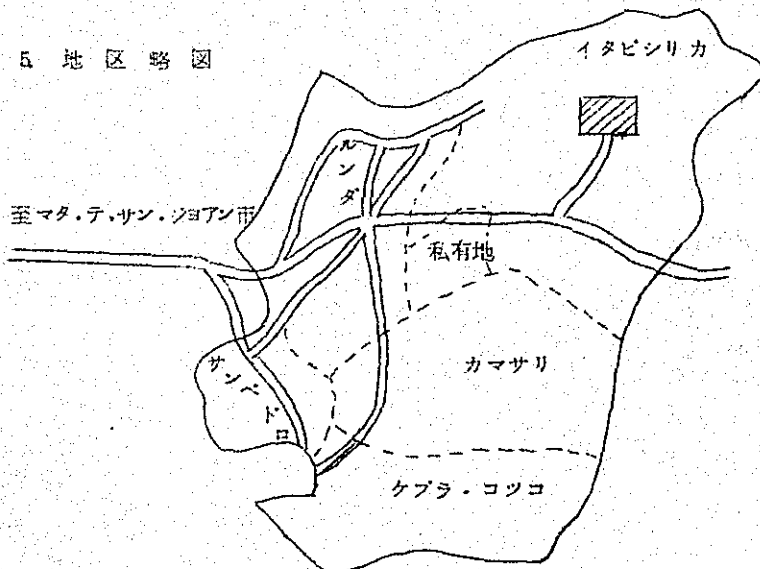 5. 地区略図
イタピシリカ
ルンダ
至マタ・デ・サン・ジョアン市
私有地
カマサリ
サンペドロ
ケブラ・コツコ